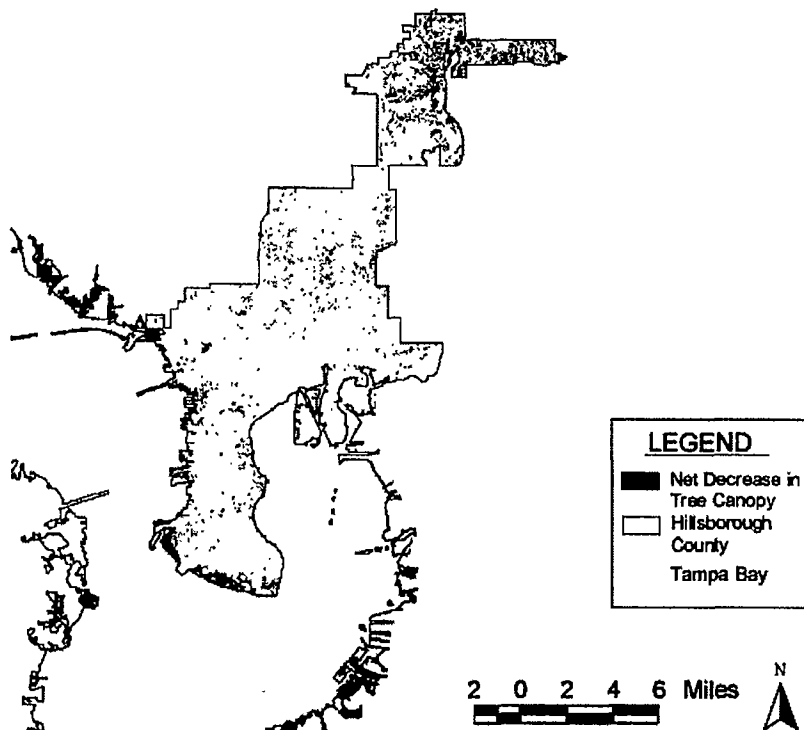 LEGEND
Net Decrease in
Tree Canopy
Hillsborough
County
Tampa Bay
2 0 2 4 6 Miles
N